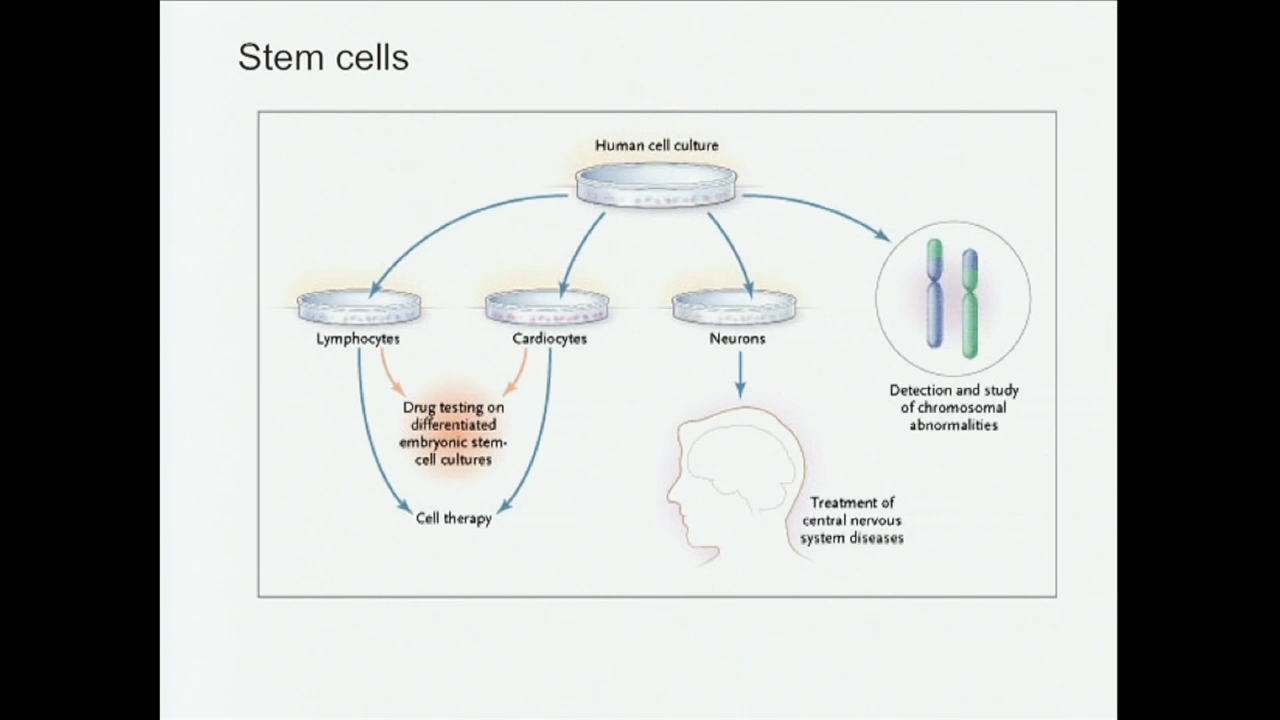 Stem cells
Human cell culture
Lymphocytes
Cardiocytes
Neurons
Detection and study
of chromosomal
abnormalities
Drug testing on
differentiated
embryonic stem-
cell cultures
Cell therapy
Treatment of
central nervous
system diseases